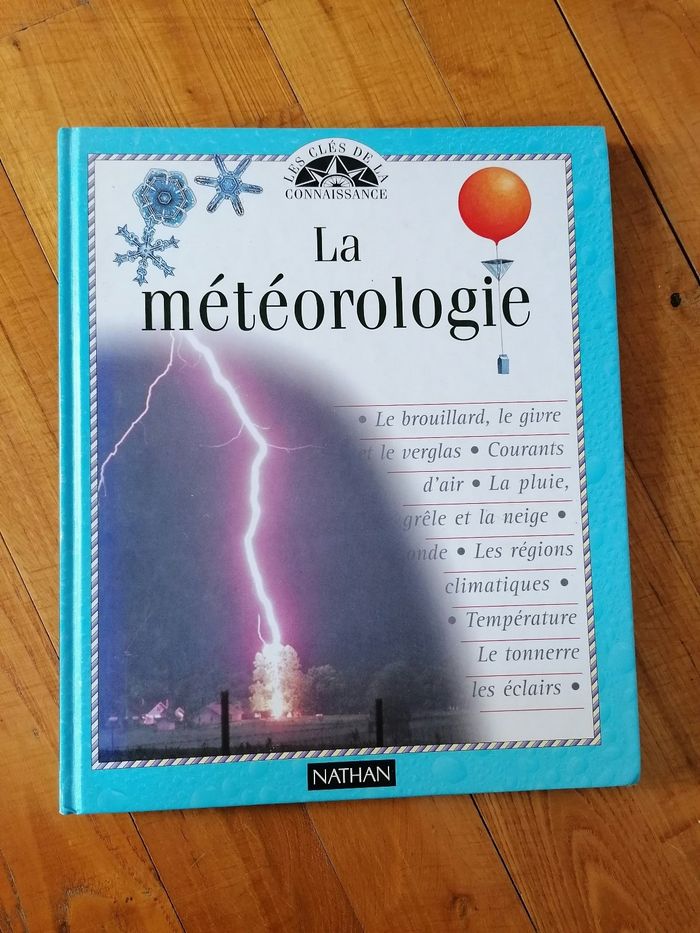 LES CLÉS DE LA
CONNAISSANCE
La
météorologie
• Le brouillard, le givre
et le verglas • Courants
d'air • La pluie,
grêle et la neige •
onde • Les régions
climatiques •
• Température
Le tonnerre
les éclairs •
NATHAN